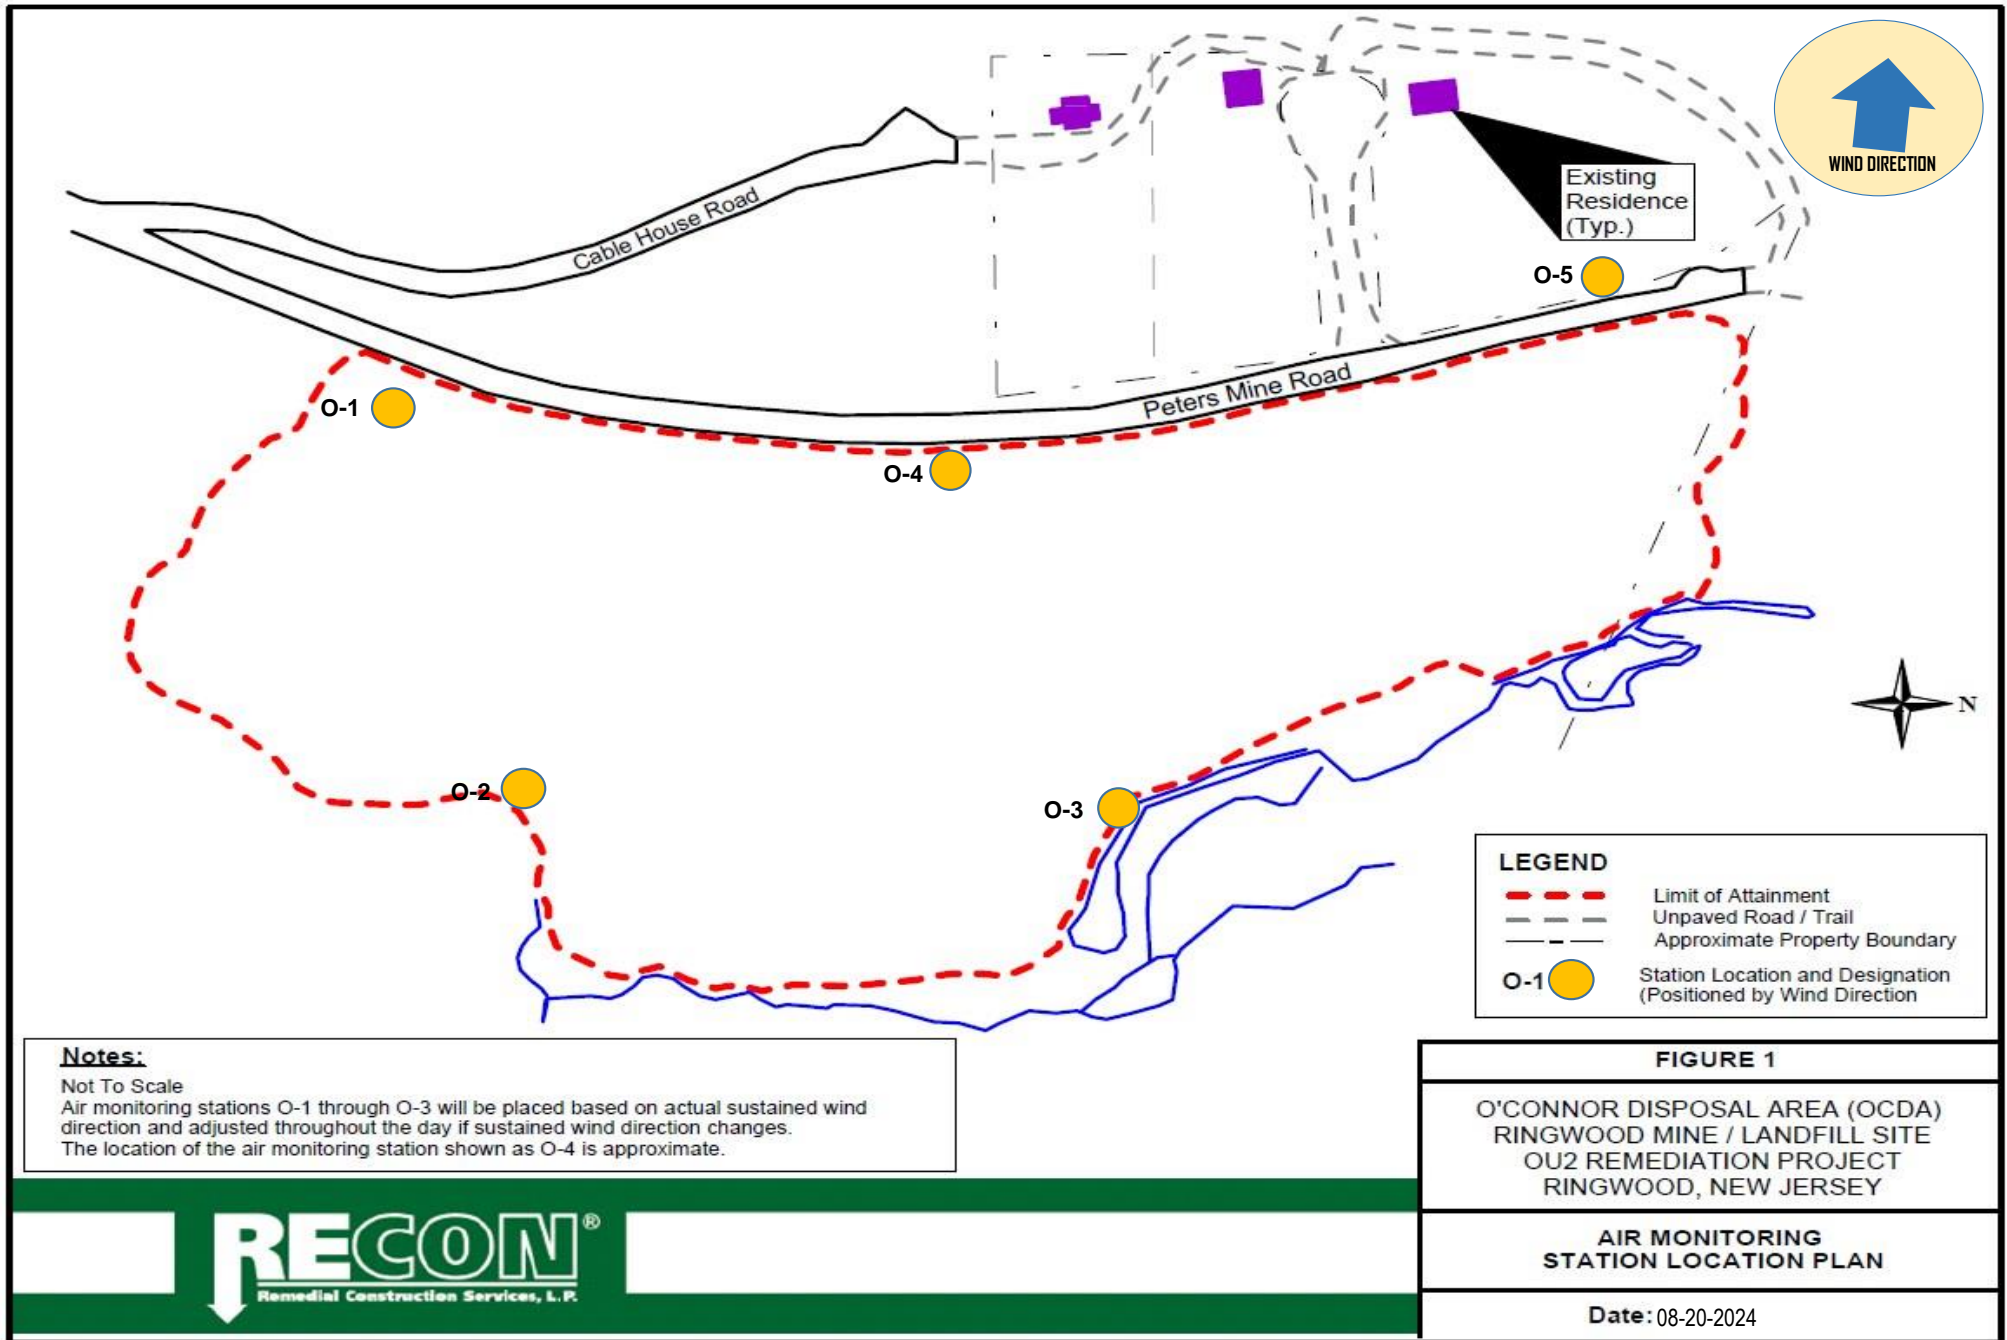 WIND DIRECTION
Existing
Residence
(Typ.)
Cable House Road
O-5
Peters Mine Road
O-1
O-4
N
O-2
O-3
LEGEND
Limit of Attainment
Unpaved Road / Trail
Approximate Property Boundary
O-1
Station Location and Designation
(Positioned by Wind Direction
Notes:
Not To Scale
Air monitoring stations O-1 through O-3 will be placed based on actual sustained wind
direction and adjusted throughout the day if sustained wind direction changes.
The location of the air monitoring station shown as O-4 is approximate.
FIGURE 1
O'CONNOR DISPOSAL AREA (OCDA)
RINGWOOD MINE / LANDFILL SITE
OU2 REMEDIATION PROJECT
RINGWOOD, NEW JERSEY
AIR MONITORING
STATION LOCATION PLAN
Date: 08-20-2024
RECON®
Remedial Construction Services, L.P.